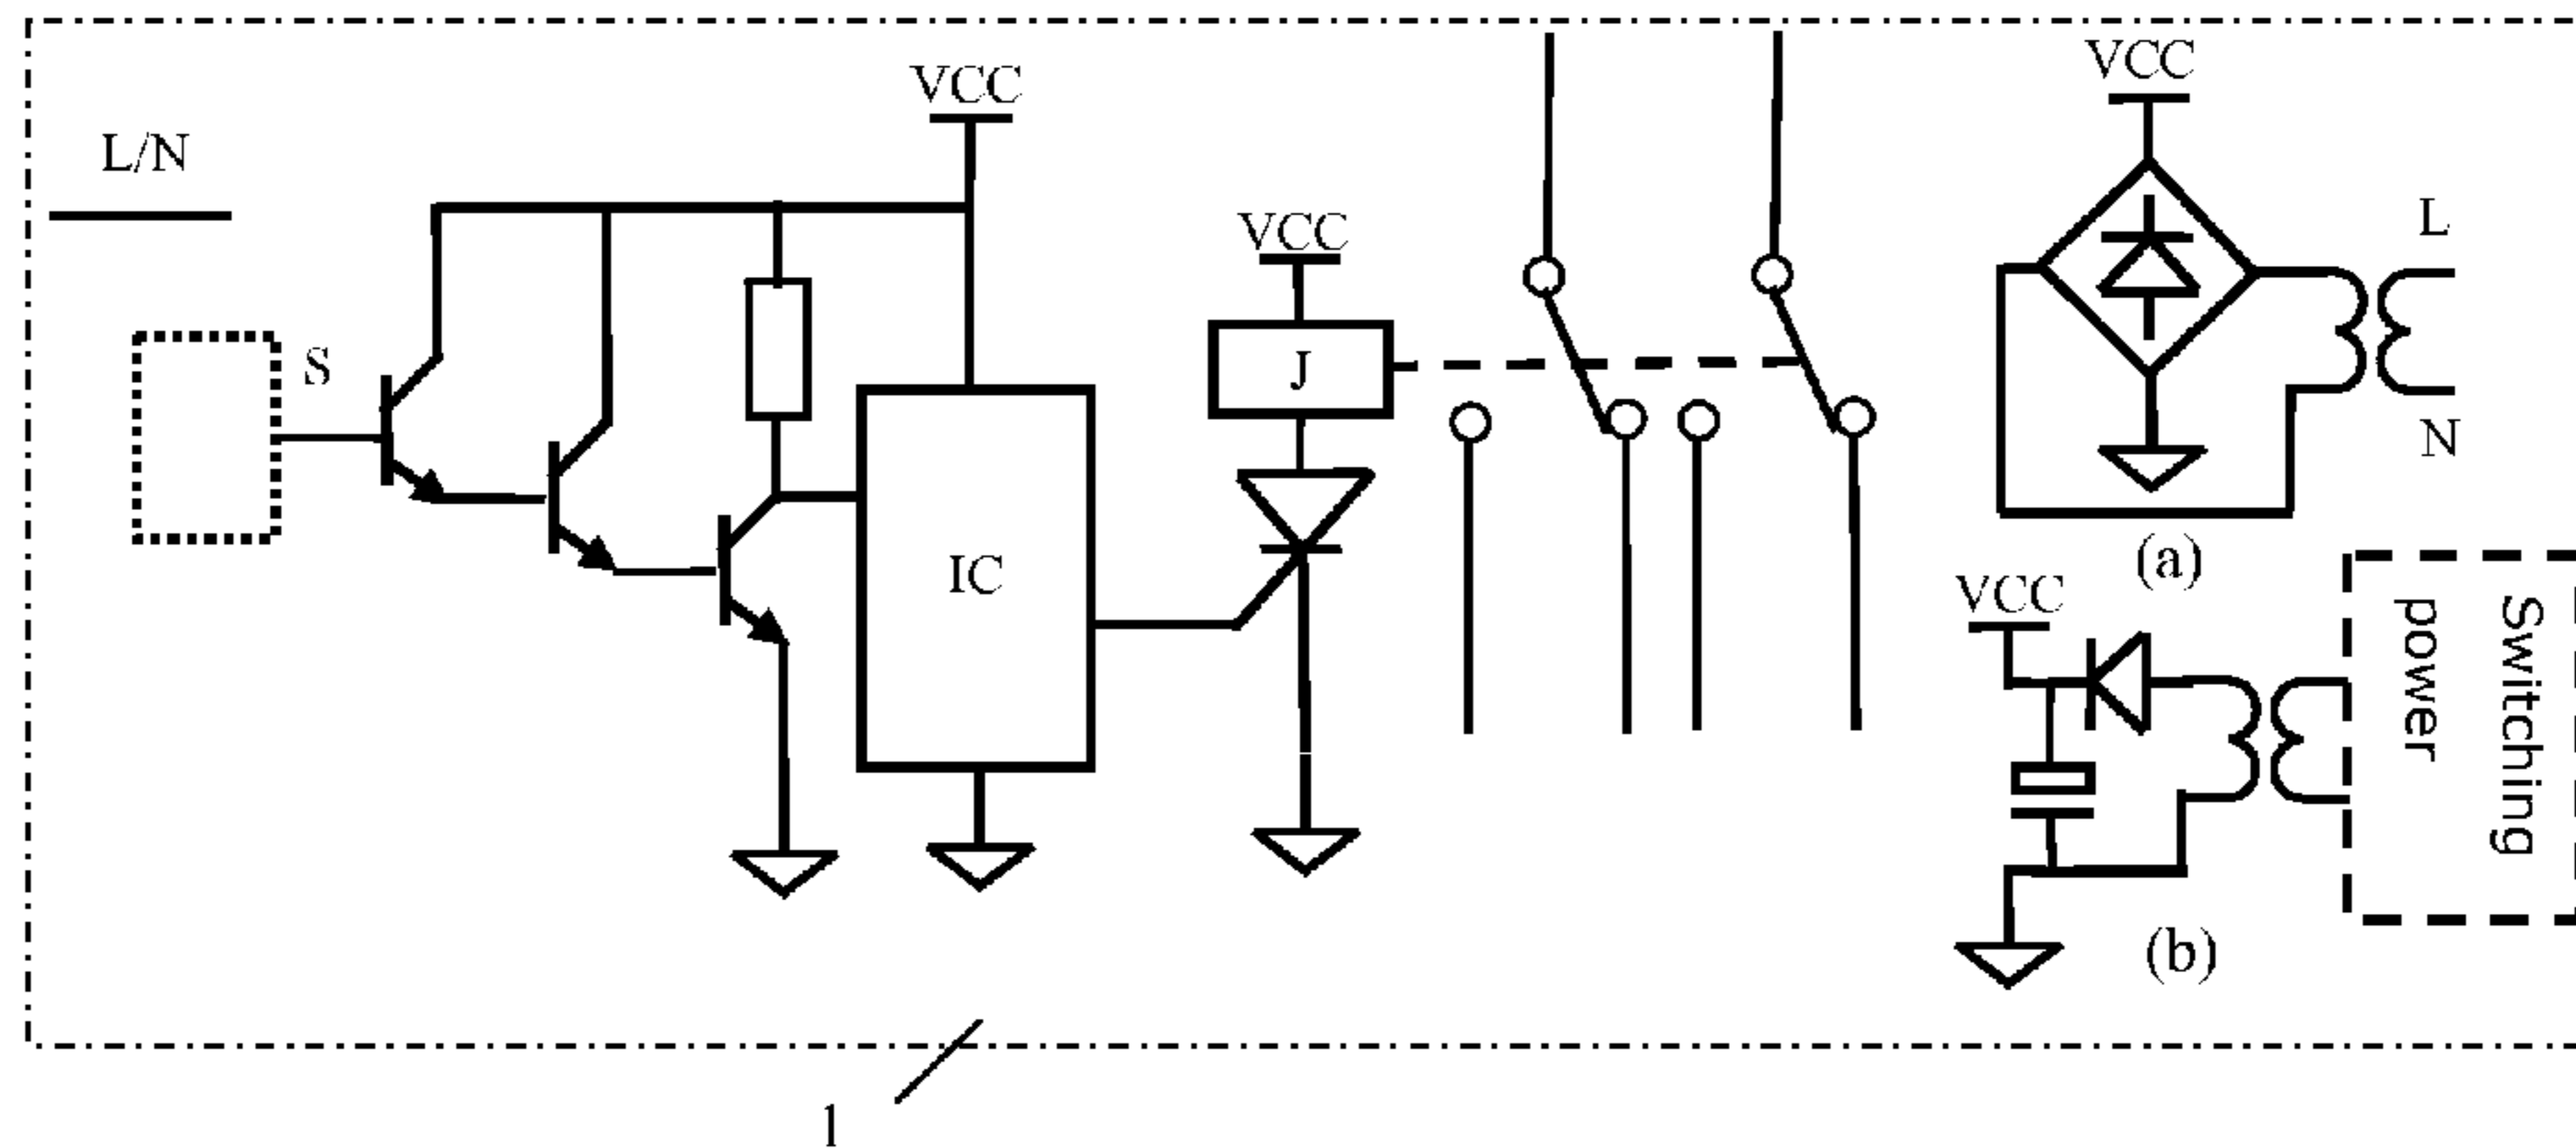 L/N
S
VCC
IC
VCC
J
VCC
L
N
(a)
VCC
Switching
power
(b)
1